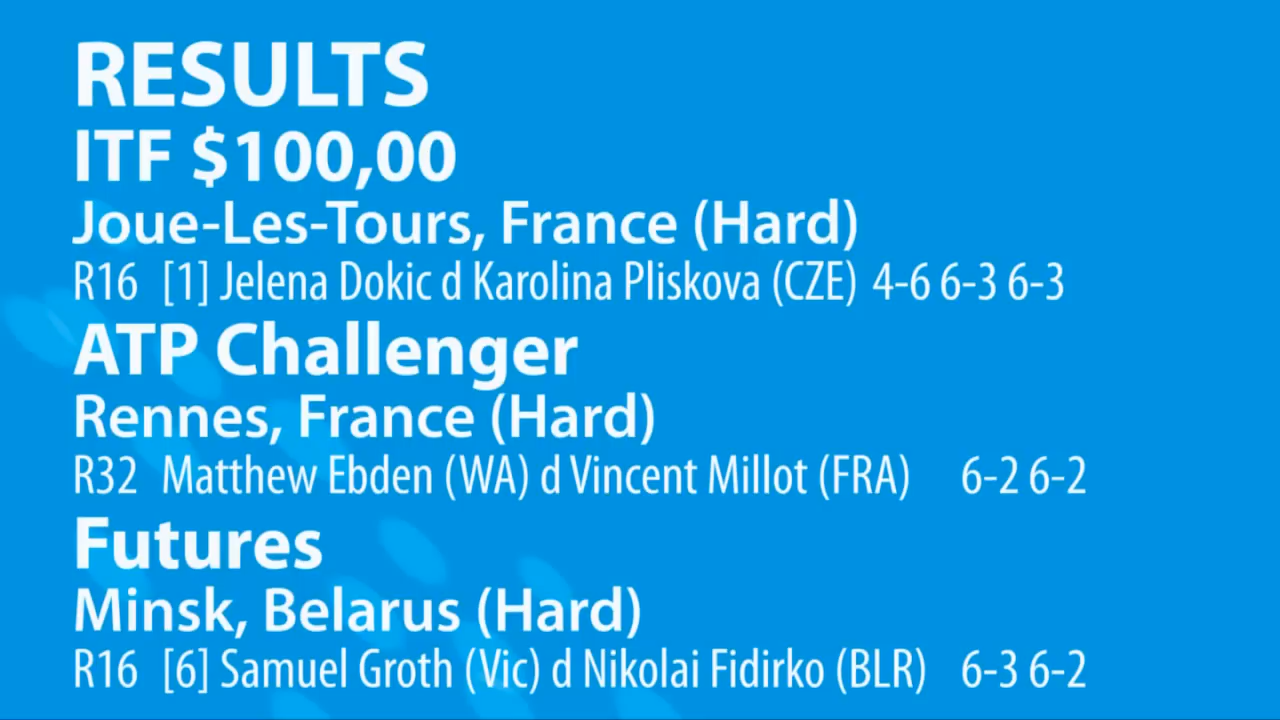 RESULTS
ITF $100,00
Joue-Les-Tours, France (Hard)
R16 [1] Jelena Dokic d Karolina Pliskova (CZE) 4-6 6-3 6-3
ATP Challenger
Rennes, France (Hard)
R32 Matthew Ebden (WA) d Vincent Millot (FRA) 6-2 6-2
Futures
Minsk, Belarus (Hard)
R16 [6] Samuel Groth (Vic) d Nikolai Fidirko (BLR) 6-3 6-2